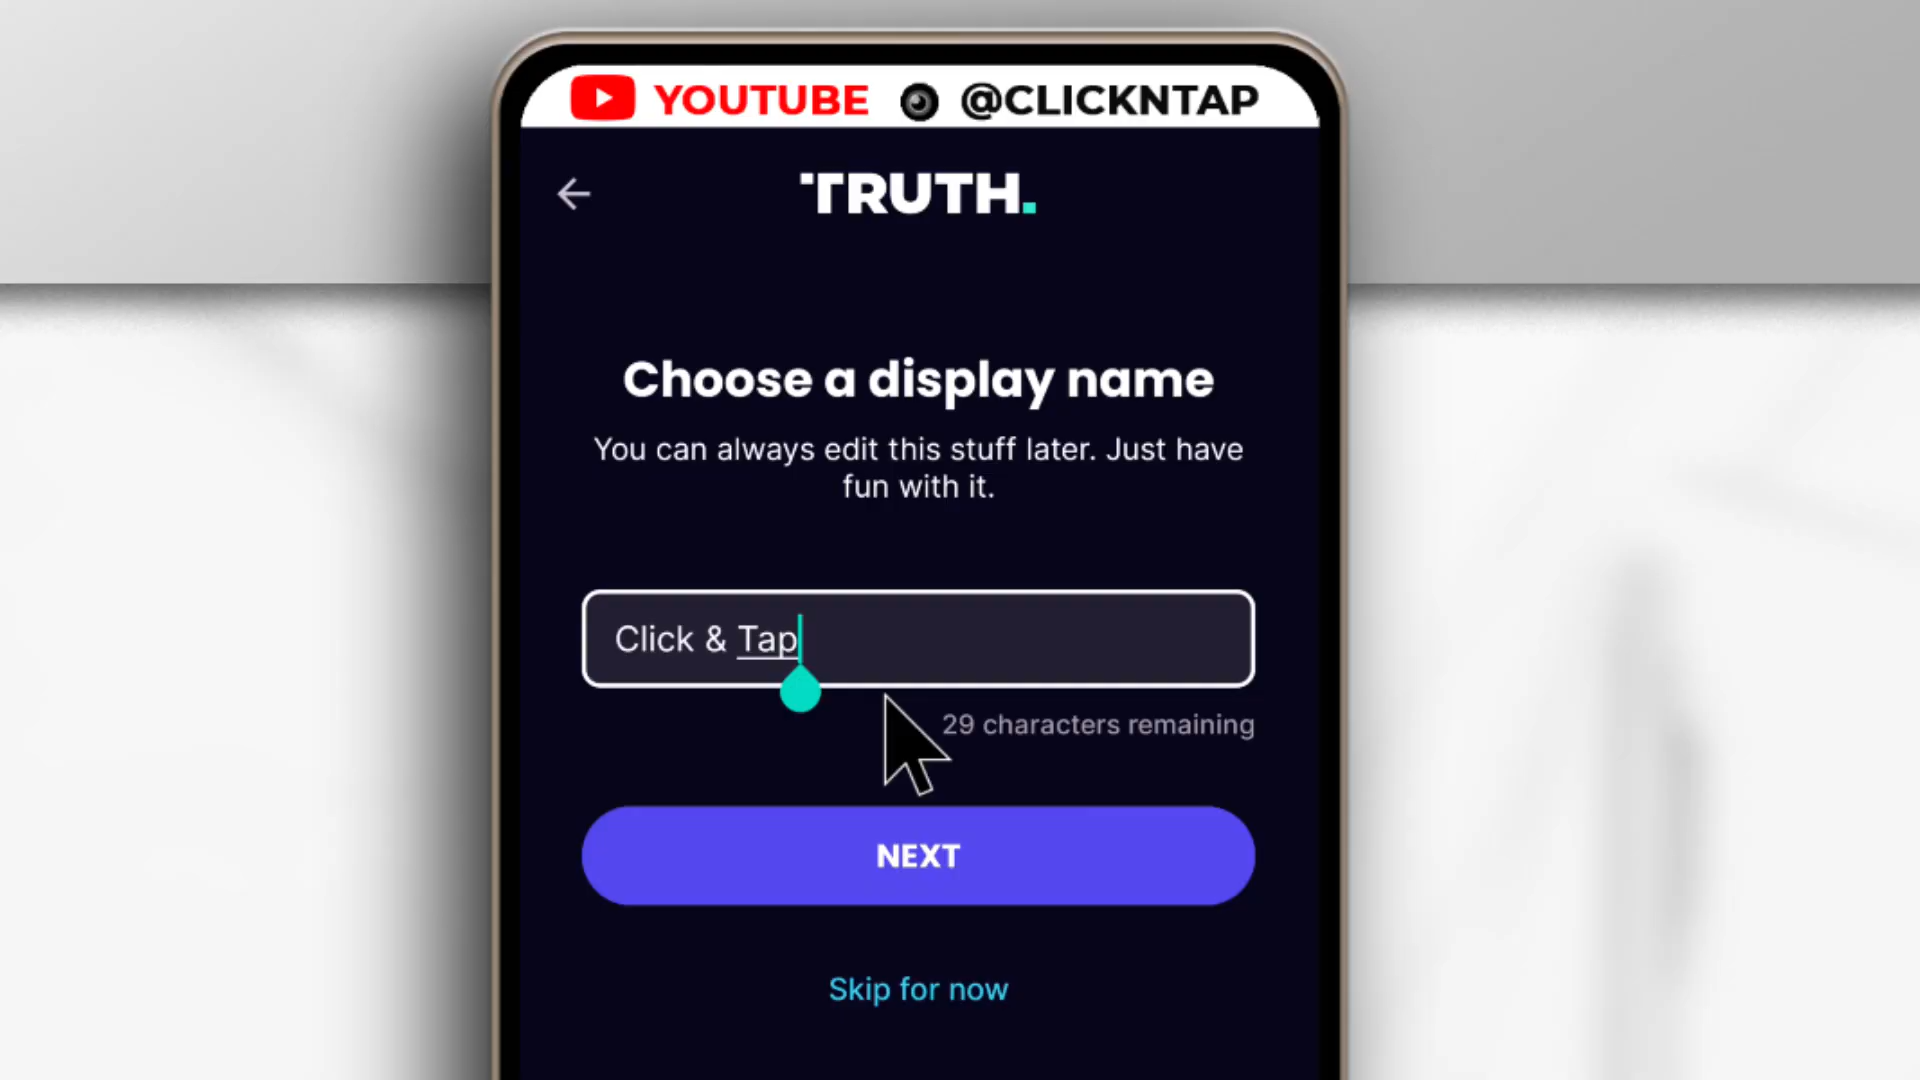 YOUTUBE @CLICKNTAP
TRUTH.
Choose a display name
You can always edit this stuff later. Just have
fun with it.
Click & Tap
29 characters remaining
NEXT
Skip for now